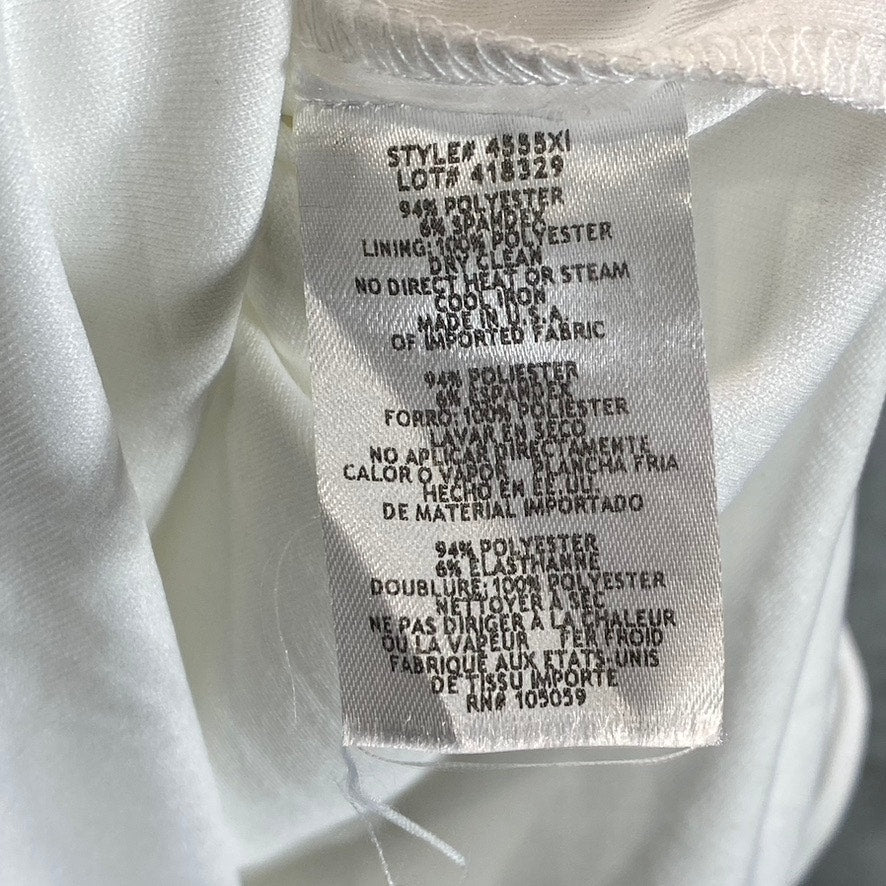 STYLE# 4555XI
LOT# 418329
94% POLYESTER
6% SPANDEX
LINING: 100% POLYESTER
DRY CLEAN
NO DIRECT HEAT OR STEAM
COOL IRON
MADE IN U.S.A.
OF IMPORTED FABRIC
94% POLIESTER
6% ESPANDEX
FORRO: 100% POLIESTER
LAVAR EN SECO
NO APLICAR DIRECTAMENTE
CALOR O VAPOR PLANCHA FRIA
HECHO EN EE.UU.
DE MATERIAL IMPORTADO
94% POLYESTER
6% ELASTHANNE
DOUBLURE: 100% POLYESTER
NETTOYER A SEC
NE PAS DIRIGER A LA CHALEUR
OU LA VAPEUR FER FROID
FABRIQUE AUX ETATS-UNIS
DE TISSU IMPORTE
RN# 105059